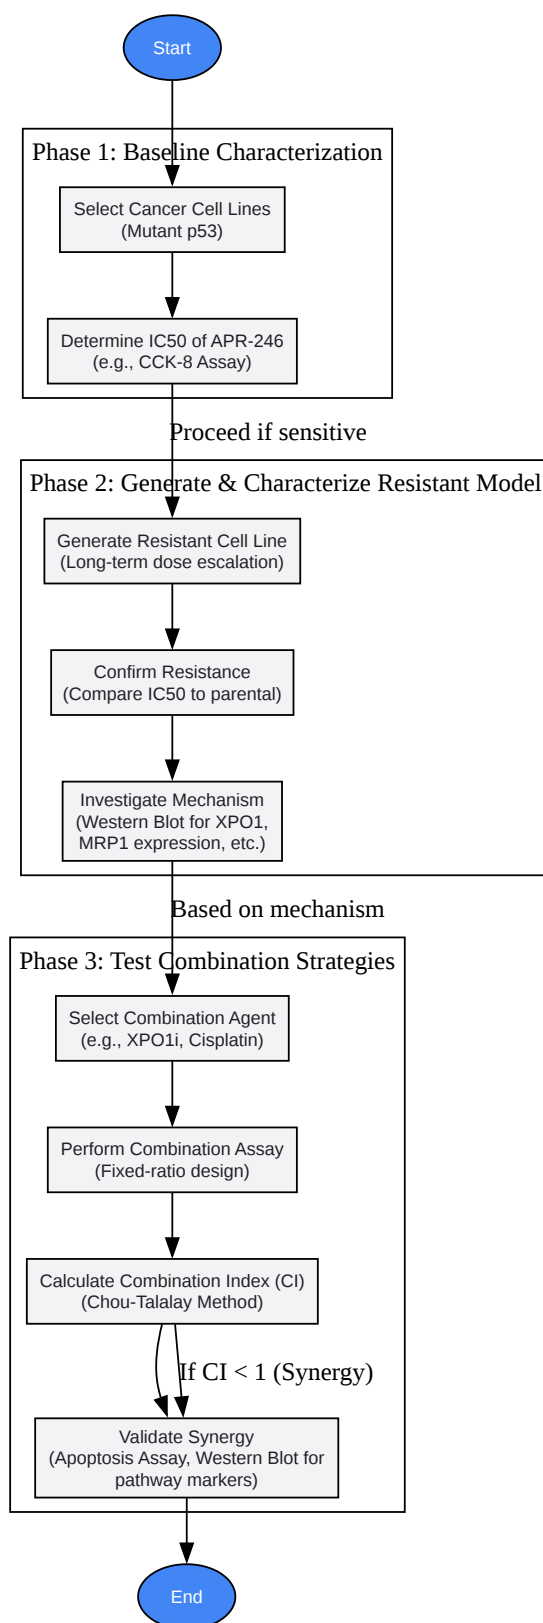 Start
Phase 1: Baseline Characterization
Select Cancer Cell Lines
(Mutant p53)
Determine IC50 of APR-246
(e.g., CCK-8 Assay)
Proceed if sensitive
Phase 2: Generate & Characterize Resistant Model
Generate Resistant Cell Line
(Long-term dose escalation)
Confirm Resistance
(Compare IC50 to parental)
Investigate Mechanism
(Western Blot for XPO1,
MRP1 expression, etc.)
Based on mechanism
Phase 3: Test Combination Strategies
Select Combination Agent
(e.g., XPO1i, Cisplatin)
Perform Combination Assay
(Fixed-ratio design)
Calculate Combination Index (CI)
(Chou-Talalay Method)
If CI < 1 (Synergy)
Validate Synergy
(Apoptosis Assay, Western Blot for
pathway markers)
End